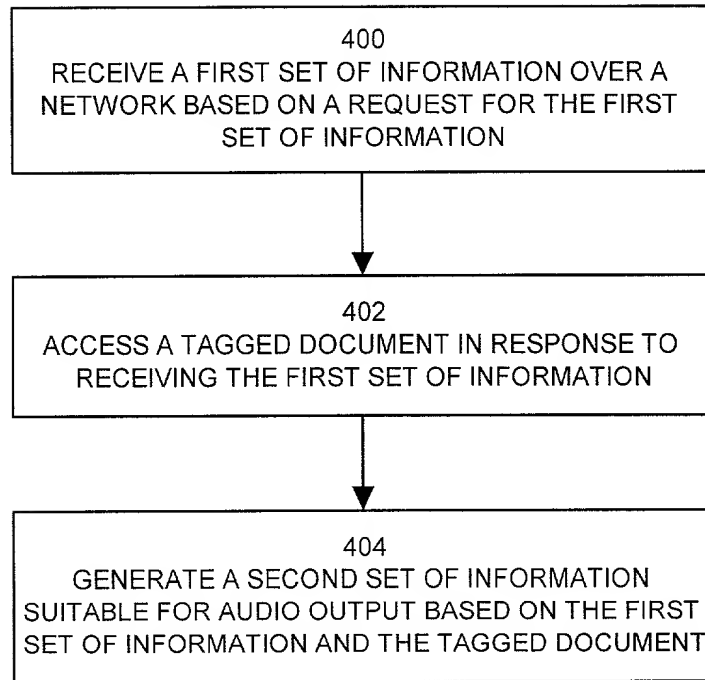 400
RECEIVE A FIRST SET OF INFORMATION OVER A
NETWORK BASED ON A REQUEST FOR THE FIRST
SET OF INFORMATION
402
ACCESS A TAGGED DOCUMENT IN RESPONSE TO
RECEIVING THE FIRST SET OF INFORMATION
404
GENERATE A SECOND SET OF INFORMATION
SUITABLE FOR AUDIO OUTPUT BASED ON THE FIRST
SET OF INFORMATION AND THE TAGGED DOCUMENT